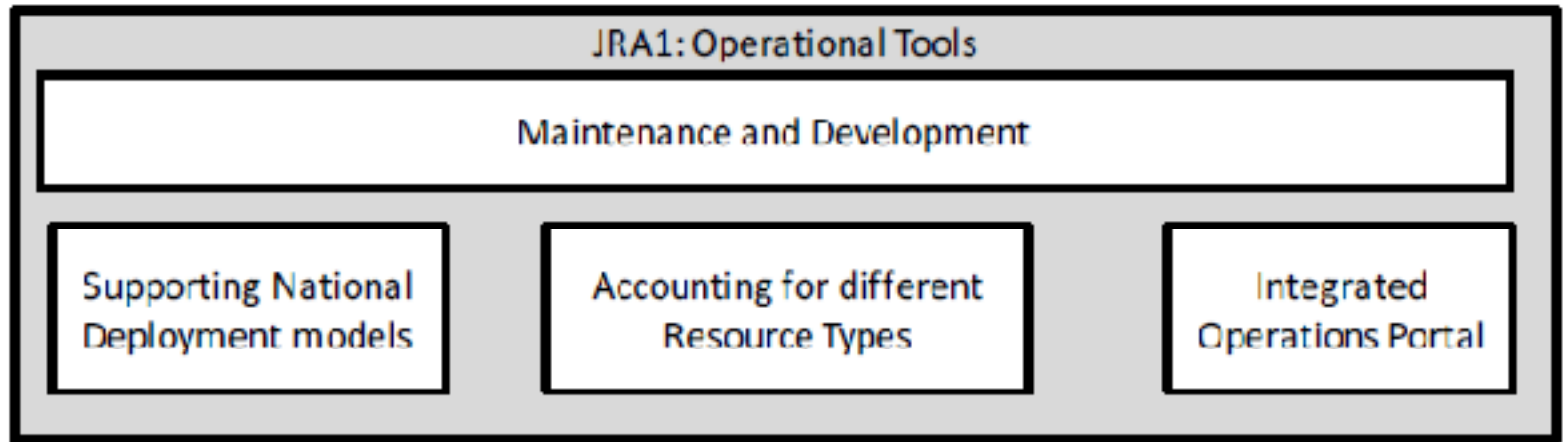 JRA1: Operational Tools
Maintenance and Development
Supporting National
Deployment models
Accounting for different
Resource Types
Integrated
Operations Portal